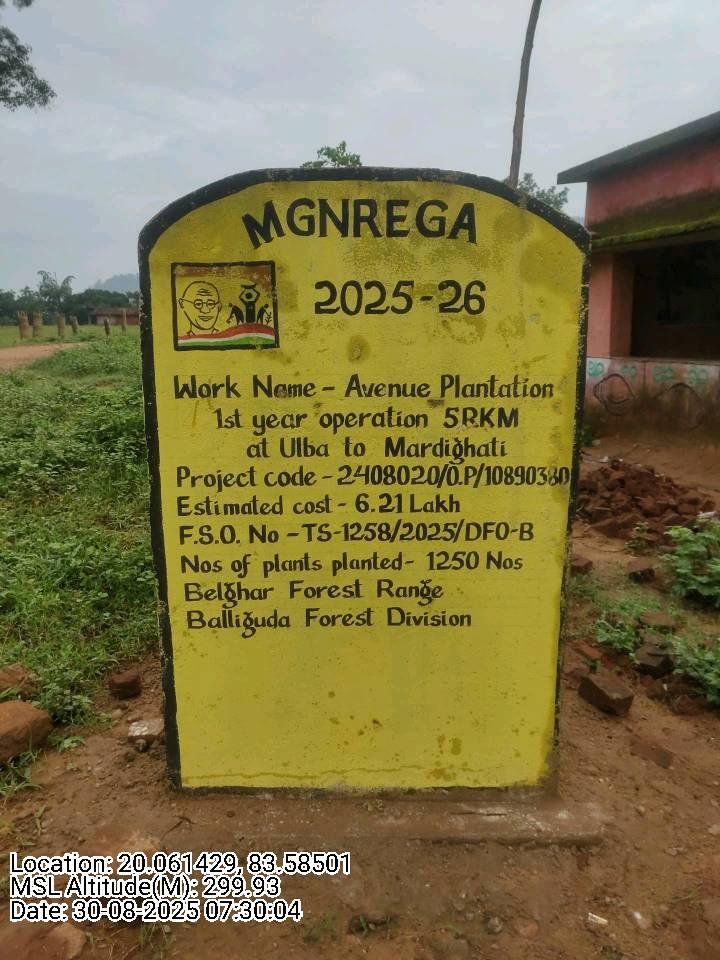 MGNREGA
2025-26
Work Name - Avenue Plantation
1st year operation 5RKM
at Ulba to Mardighati
Project code - 2408020/O.P/10890380
Estimated cost - 6.21 Lakh
F.S.O. No - TS-1258/2025/DFO-B
Nos of plants planted- 1250 Nos
Belghar Forest Range
Balliguda Forest Division
Location: 20.061429, 83.58501
MSL Altitude(M): 299.93
Date: 30-08-2025 07:30:04